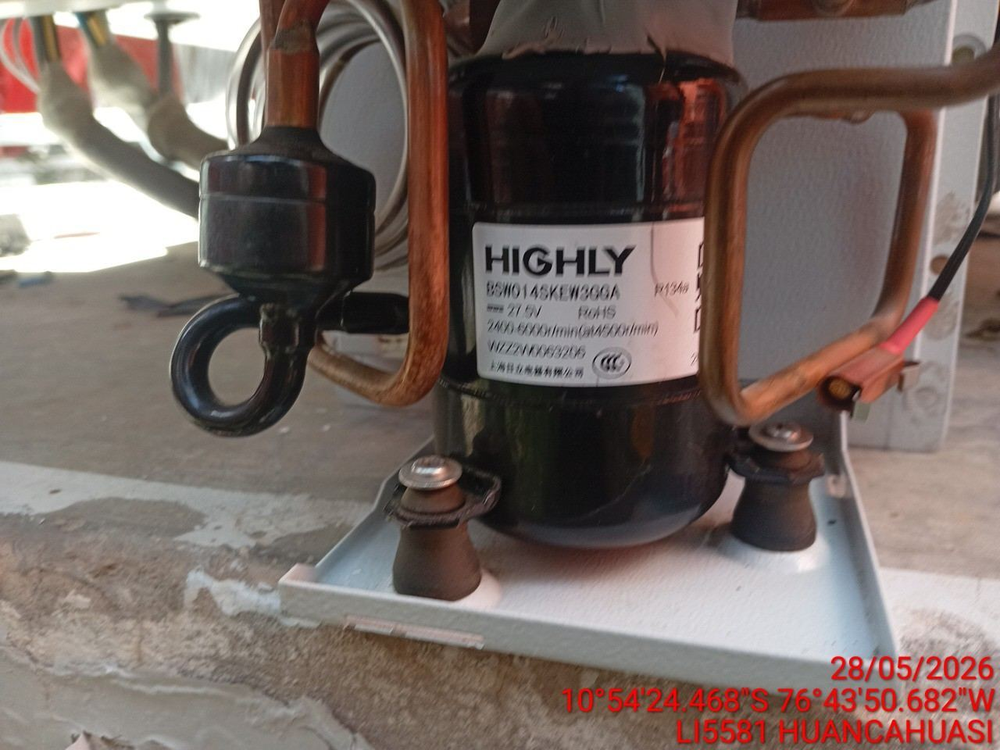 HIGHLY
BSW014SKEW3GGA R134a
27.5V RoHS
2400-6000r/min(at4500r/min)
WZZ2W0063206
上海日立电器有限公司
28/05/2026
10°54'24.468"S 76°43'50.682"W
LI5581 HUANCAHUASI